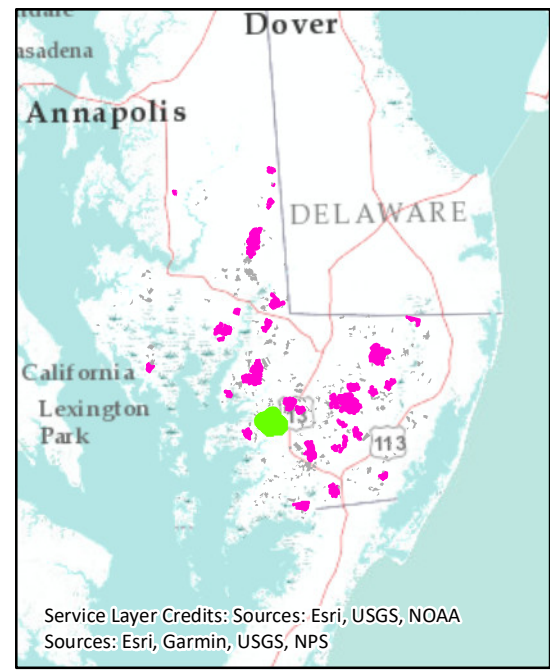 Dover
asadena
Annapolis
DELAWARE
California
Lexington
Park
13
113
Service Layer Credits: Sources: Esri, USGS, NOAA
Sources: Esri, Garmin, USGS, NPS